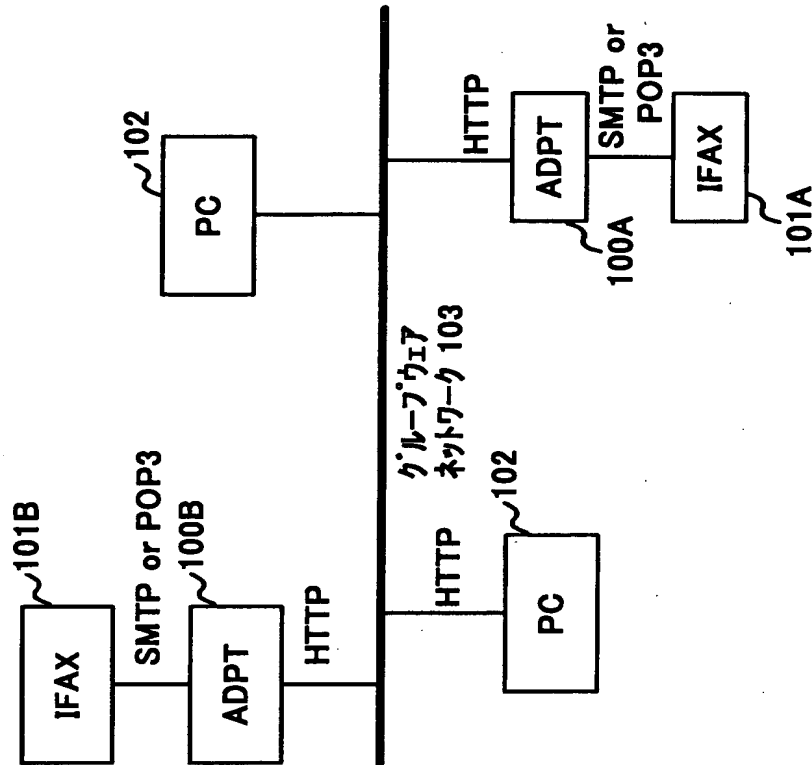 101B
IFAX
SMTP or POP3
100B
ADPT
HTTP
102
PC
グループウェア
ネットワーク 103
HTTP
102
PC
HTTP
ADPT
100A
SMTP or
POP3
IFAX
101A